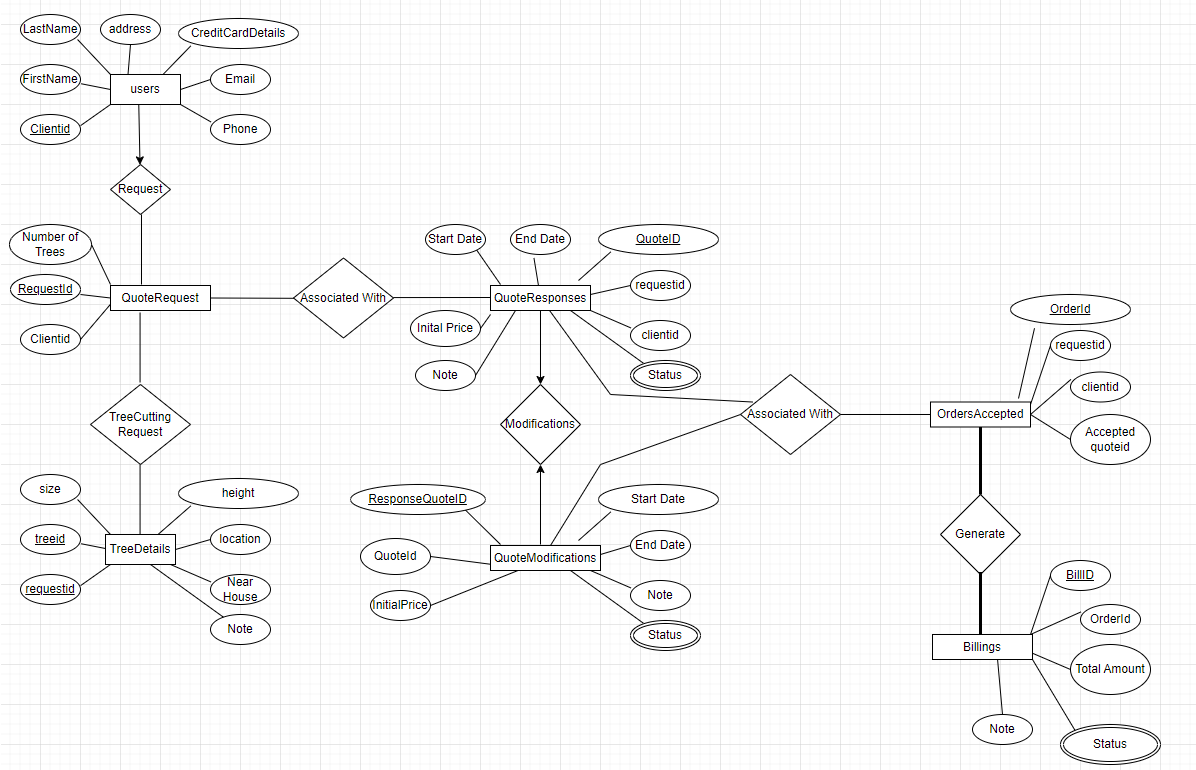 LastName
address
CreditCardDetails
FirstName
users
Email
Clientid
Phone
Request
Number of
Trees
RequestId
QuoteRequest
Clientid
Associated With
Start Date
End Date
QuoteID
QuoteResponses
requestid
Inital Price
clientid
Note
Status
TreeCutting
Request
Modifications
Associated With
OrderId
requestid
clientid
OrdersAccepted
Accepted
quoteid
size
height
treeid
TreeDetails
location
requestid
Near
House
Note
ResponseQuoteID
Start Date
QuoteId
QuoteModifications
End Date
InitialPrice
Note
Status
Generate
BillID
OrderId
Billings
Total Amount
Note
Status